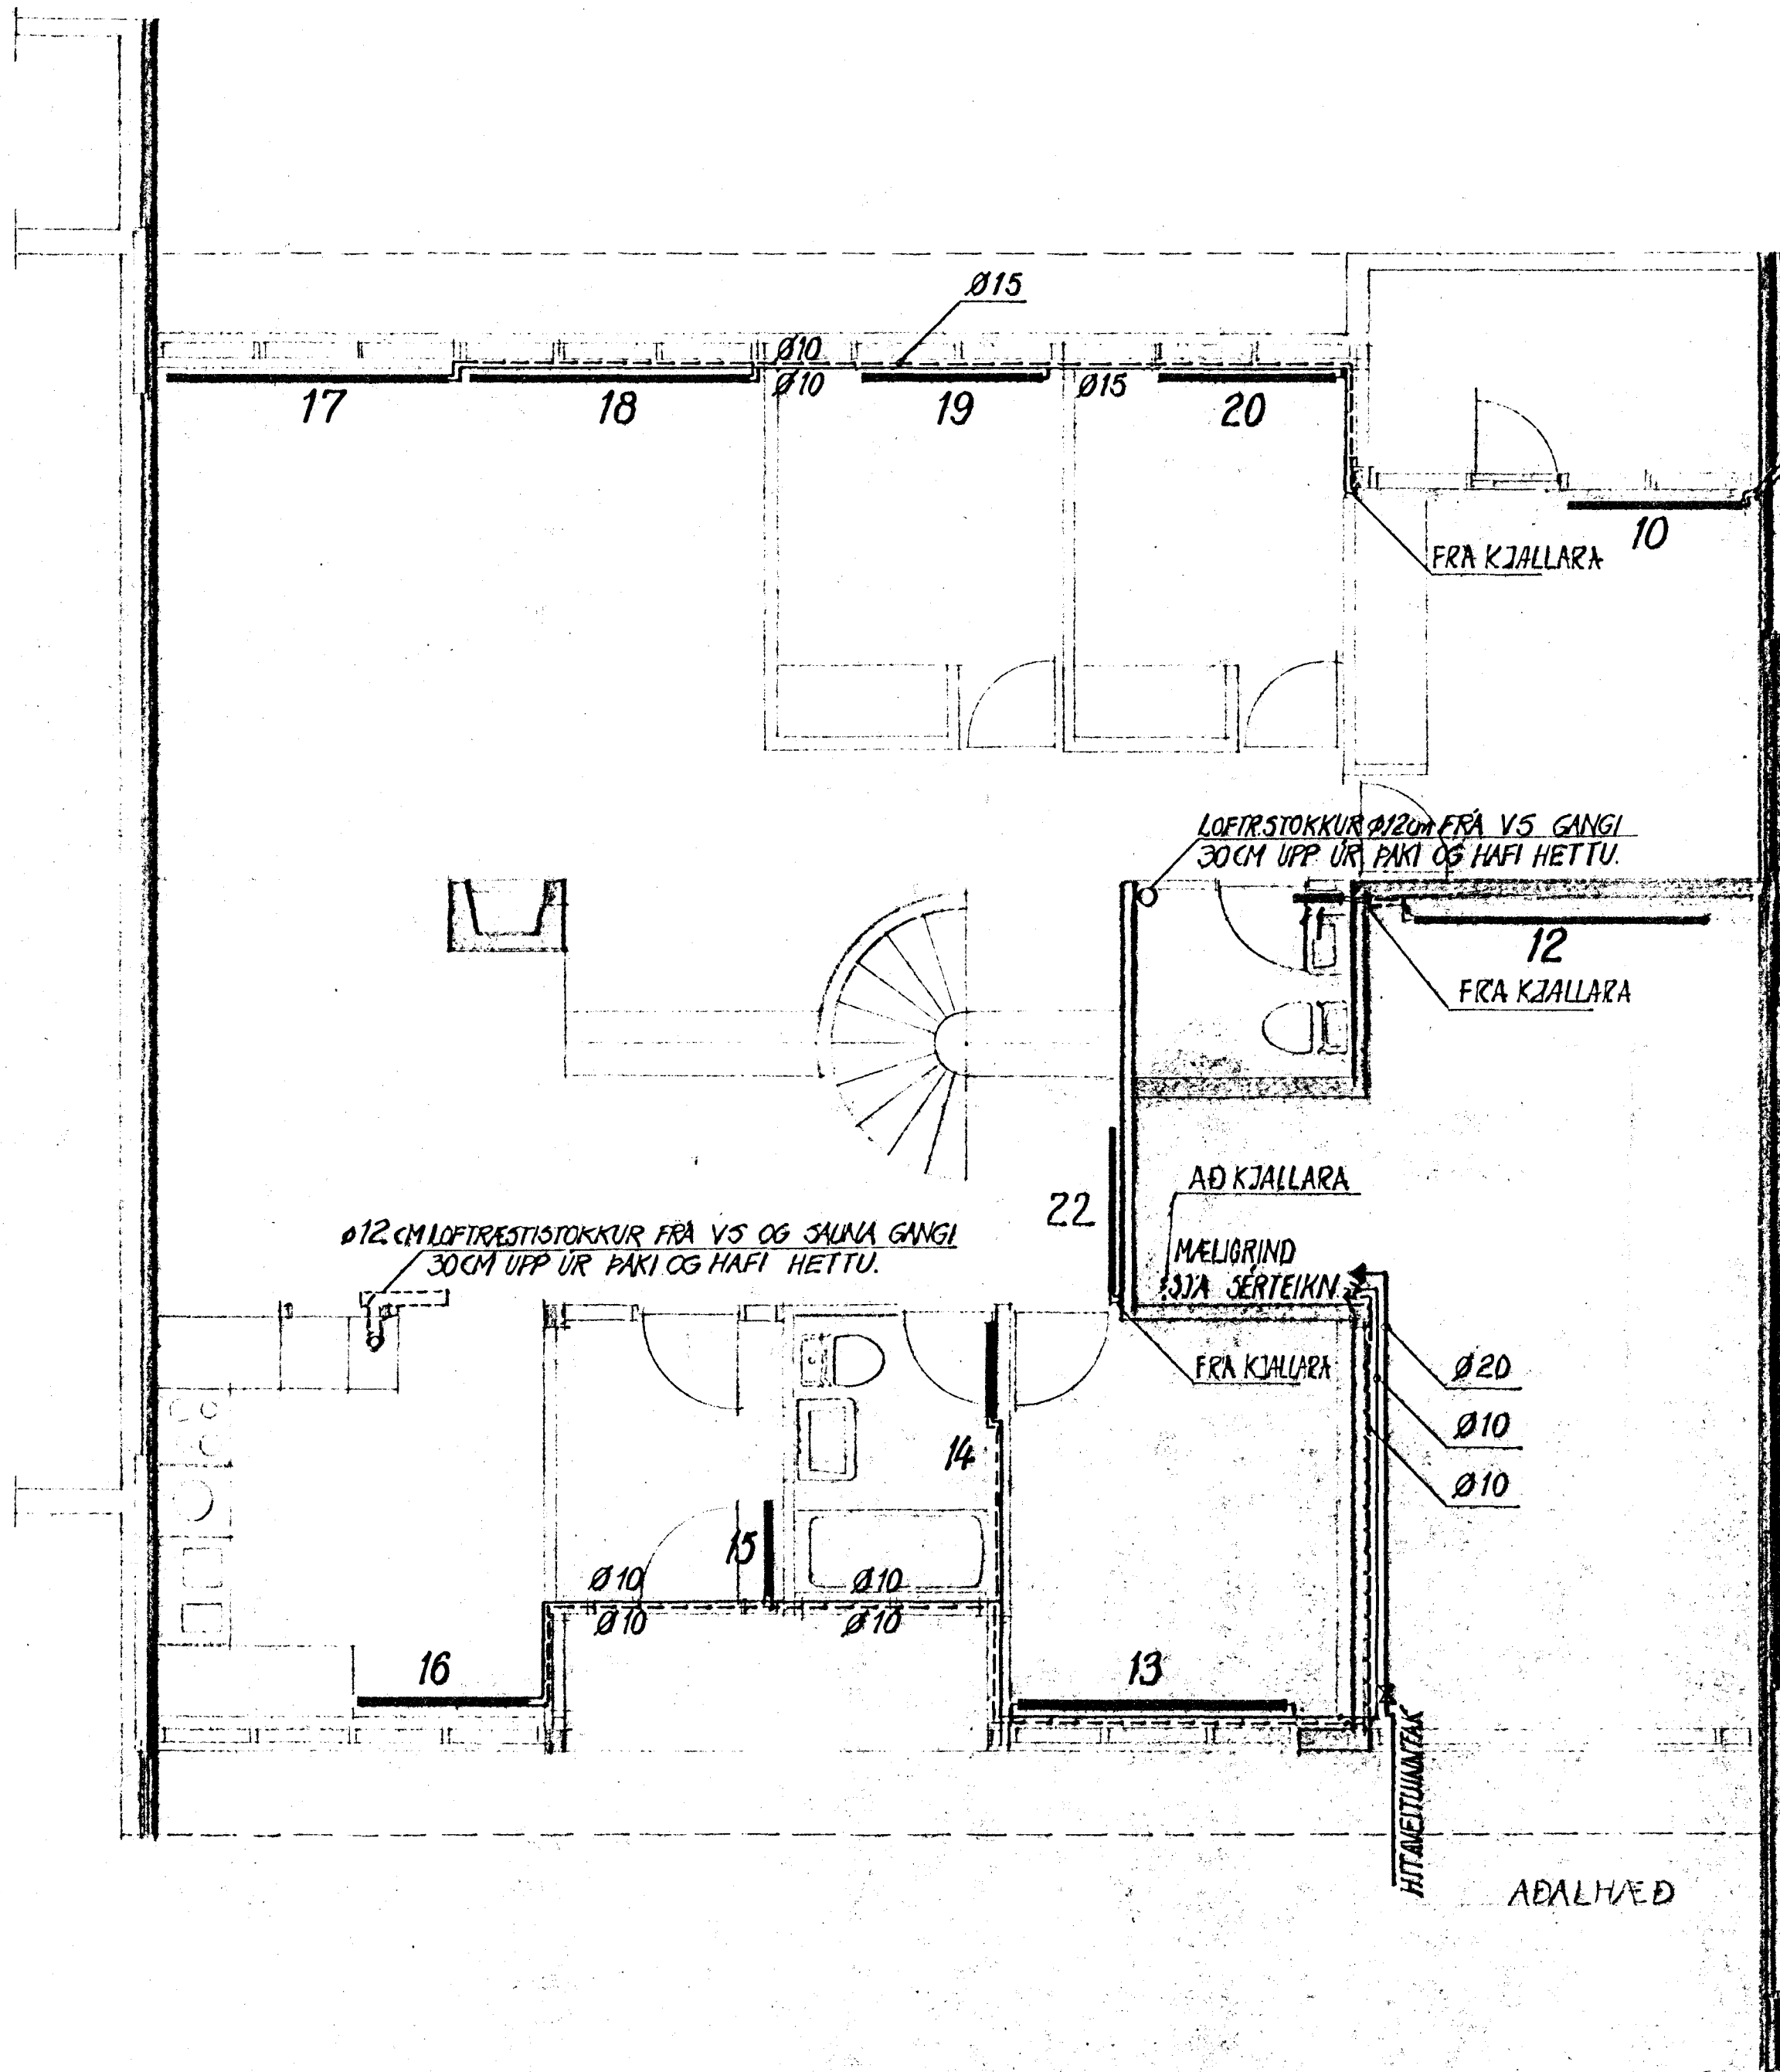 Ø15
Ø10
Ø10
Ø15
17
18
19
20
10
FRA KJALLARA
LOFTR.STOKKUR Ø12cm FRÁ VS GANGI
30CM UPP ÚR ÞAKI OG HAFI HETTU.
12
FRA KJALLARA
22
AÐ KJALLARA
MÆLIGRIND
SJA SÉRTEIKN.
Ø12 CM LOFTRÆSTISTOKKUR FRÁ VS OG SAUNA GANGI
30CM UPP ÚR ÞAKI OG HAFI HETTU.
FRÁ KJALLARA
Ø20
Ø10
Ø10
14
15
Ø10
Ø10
Ø10
Ø10
16
13
HITAVEITUINNTAK
AÐALHÆÐ